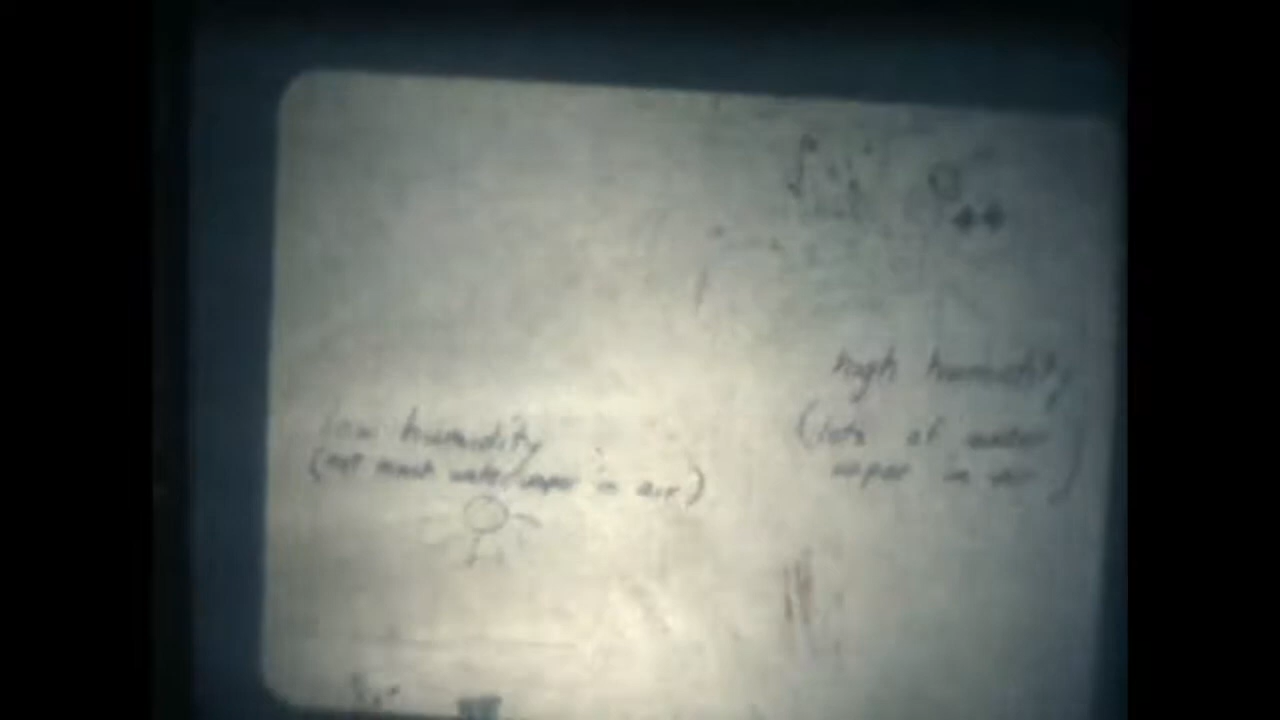 low humidity
(not much water vapor in air)
high humidity
(lots of water
vapor in air)